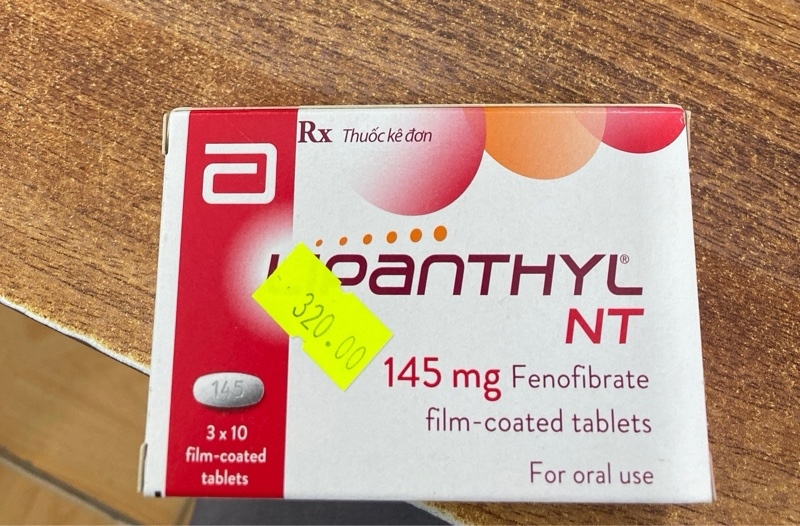 Rx Thuốc kê đơn
LIPANTHYL®
NT
320.00
145 mg Fenofibrate
film-coated tablets
For oral use
145
3 x 10
film-coated
tablets